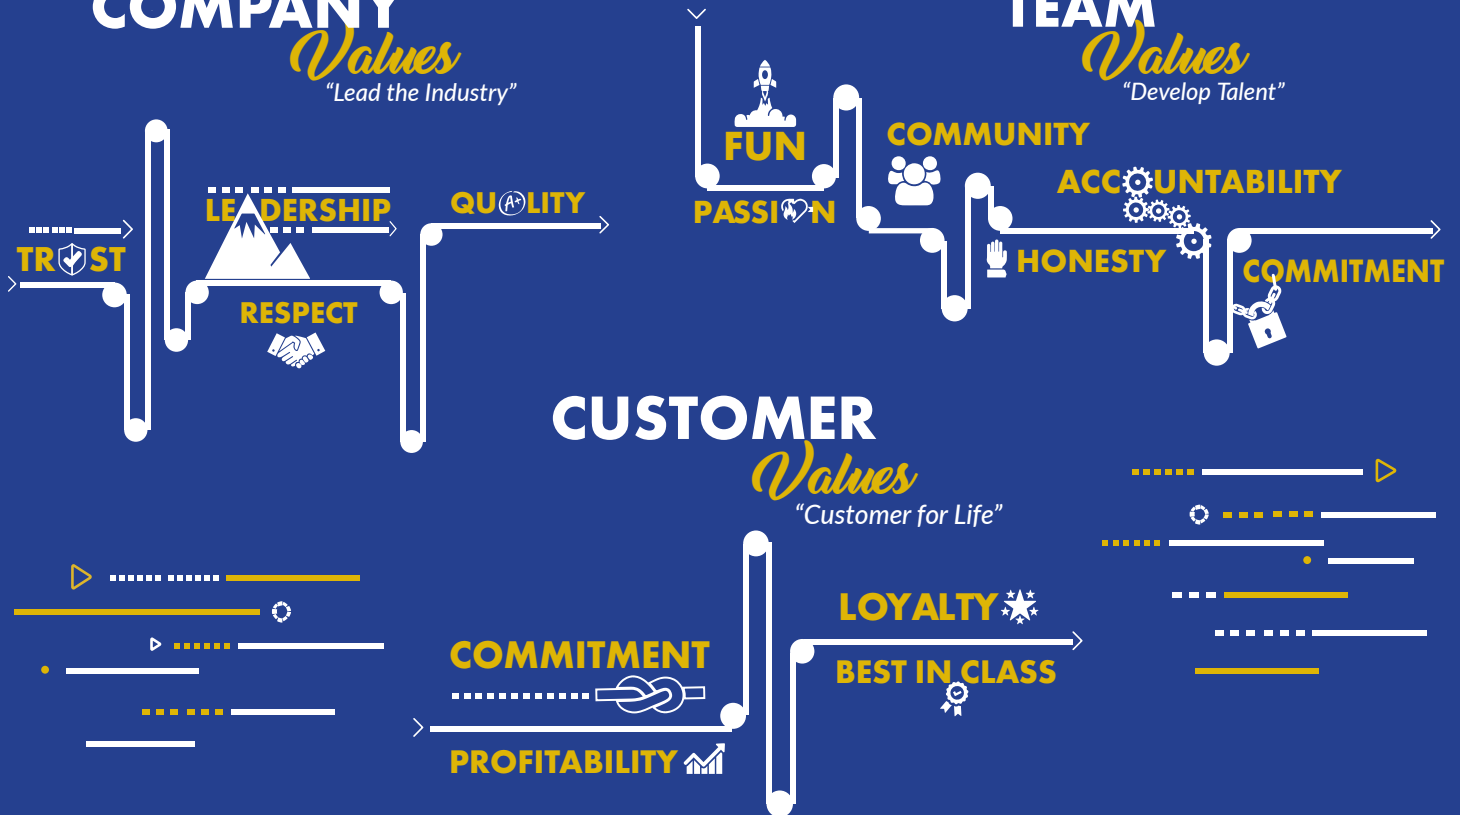 COMPANY
Values
“Lead the Industry”
TRUST
LEADERSHIP
RESPECT
QUALITY
A+
TEAM
Values
“Develop Talent”
FUN
PASSION
COMMUNITY
HONESTY
ACCOUNTABILITY
COMMITMENT
CUSTOMER
Values
“Customer for Life”
COMMITMENT
PROFITABILITY
LOYALTY
BEST IN CLASS